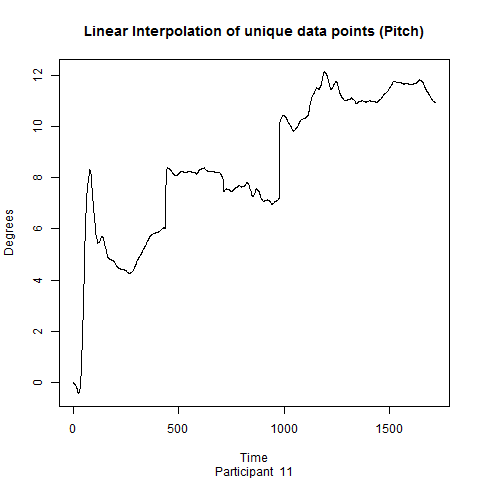 Linear Interpolation of unique data points (Pitch)
Degrees
12
10
8
6
4
2
0
0 500 1000 1500
Time
Participant 11